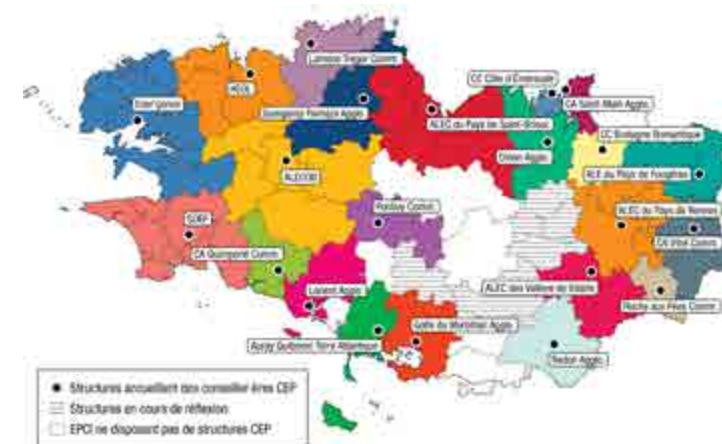 Lannion Trégor Comm.
HEOL
Ener'gence
Guingamp Paimpol Agglo.
CC Côte d'Émeraude
CA Saint-Malo Agglo.
ALEC du Pays de Saint-Brieuc
CC Bretagne Romantique
Dinan Agglo.
ALE du Pays de Fougères
ALECOB
Pontivy Comm.
ALEC du Pays de Rennes
SDEF
CA Vitré Comm.
CA Quimperlé Comm.
Lorient Agglo.
ALEC des Vallons de Vilaine
Roche aux Fées Comm.
Golfe du Morbihan Agglo.
Auray Quiberon Terre Atlantique
Redon Agglo.
Structures accueillant des conseiller·ères CEP
Structures en cours de réflexion
EPCI ne disposant pas de structures CEP